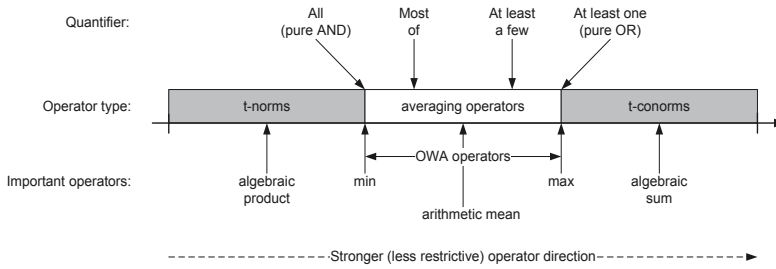 Quantifier:
All
(pure AND)
Most
of
At least
a few
At least one
(pure OR)
Operator type:
t-norms
averaging operators
t-conorms
OWA operators
Important operators:
algebraic
product
min
arithmetic mean
max
algebraic
sum
Stronger (less restrictive) operator direction